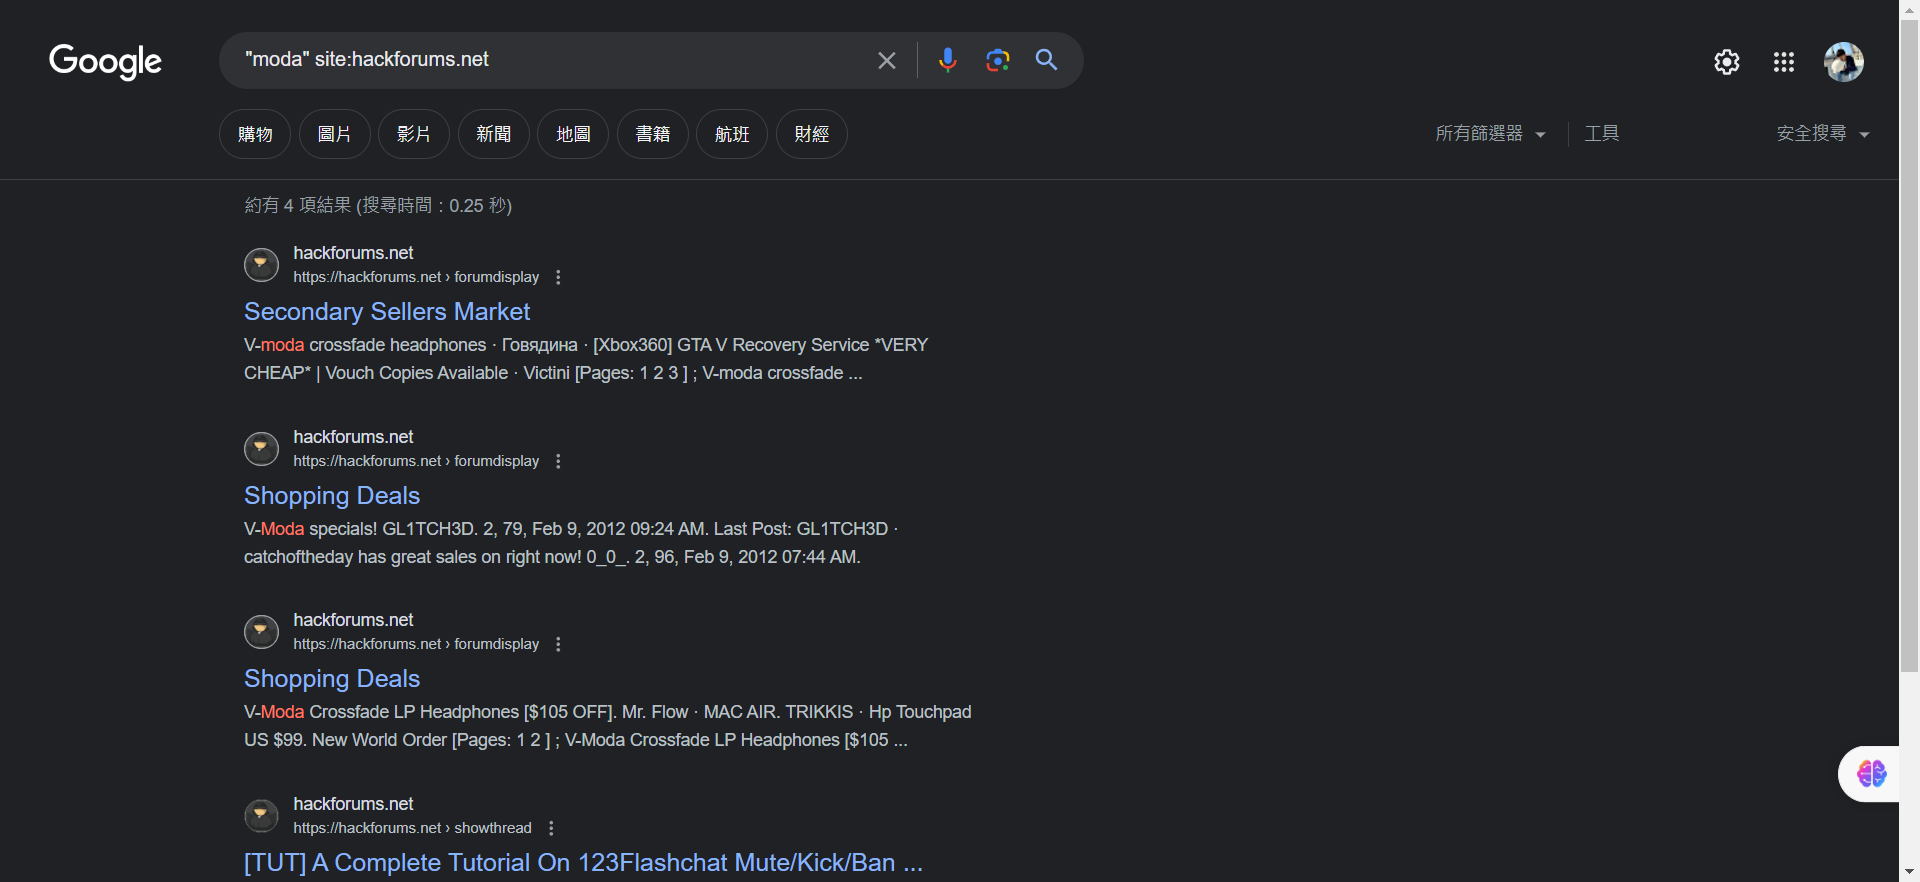 Google
"moda" site:hackforums.net
購物 圖片 影片 新聞 地圖 書籍 航班 財經 所有篩選器 工具 安全搜尋
約有 4 項結果 (搜尋時間：0.25 秒)
hackforums.net
https://hackforums.net › forumdisplay
Secondary Sellers Market
V-moda crossfade headphones · Говядина · [Xbox360] GTA V Recovery Service *VERY
CHEAP* | Vouch Copies Available · Victini [Pages: 1 2 3 ] ; V-moda crossfade ...
hackforums.net
https://hackforums.net › forumdisplay
Shopping Deals
V-Moda specials! GL1TCH3D. 2, 79, Feb 9, 2012 09:24 AM. Last Post: GL1TCH3D ·
catchoftheday has great sales on right now! 0_0_. 2, 96, Feb 9, 2012 07:44 AM.
hackforums.net
https://hackforums.net › forumdisplay
Shopping Deals
V-Moda Crossfade LP Headphones [$105 OFF]. Mr. Flow · MAC AIR. TRIKKIS · Hp Touchpad
US $99. New World Order [Pages: 1 2 ] ; V-Moda Crossfade LP Headphones [$105 ...
hackforums.net
https://hackforums.net › showthread
[TUT] A Complete Tutorial On 123Flashchat Mute/Kick/Ban ...